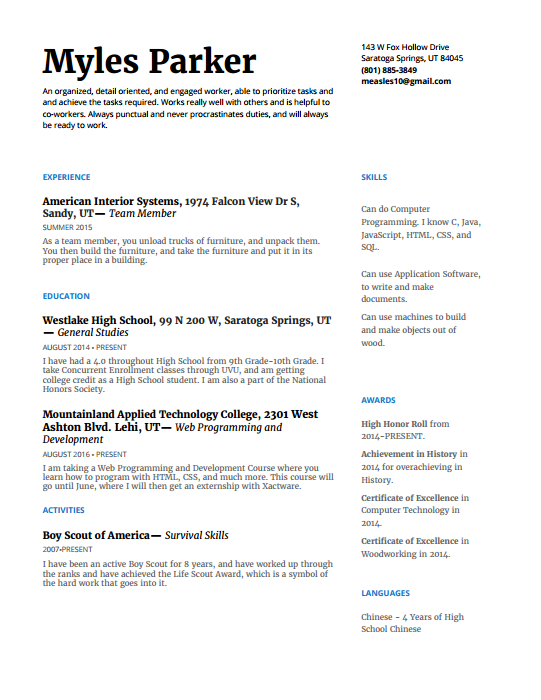 Myles Parker
An organized, detail oriented, and engaged worker, able to prioritize tasks and
and achieve the tasks required. Works really well with others and is helpful to
co-workers. Always punctual and never procrastinates duties, and will always
be ready to work.
143 W Fox Hollow Drive
Saratoga Springs, UT 84045
(801) 885-3849
measles10@gmail.com
EXPERIENCE
American Interior Systems, 1974 Falcon View Dr S,
Sandy, UT— Team Member
SUMMER 2015
As a team member, you unload trucks of furniture, and unpack them.
You then build the furniture, and take the furniture and put it in its
proper place in a building.
EDUCATION
Westlake High School, 99 N 200 W, Saratoga Springs, UT
— General Studies
AUGUST 2014 • PRESENT
I have had a 4.0 throughout High School from 9th Grade-10th Grade. I
take Concurrent Enrollment classes through UVU, and am getting
college credit as a High School student. I am also a part of the National
Honors Society.
Mountainland Applied Technology College, 2301 West
Ashton Blvd. Lehi, UT— Web Programming and
Development
AUGUST 2016 • PRESENT
I am taking a Web Programming and Development Course where you
learn how to program with HTML, CSS, and much more. This course will
go until June, where I will then get an externship with Xactware.
ACTIVITIES
Boy Scout of America— Survival Skills
2007•PRESENT
I have been an active Boy Scout for 8 years, and have worked up through
the ranks and have achieved the Life Scout Award, which is a symbol of
the hard work that goes into it.
SKILLS
Can do Computer
Programming. I know C, Java,
JavaScript, HTML, CSS, and
SQL.
Can use Application Software,
to write and make
documents.
Can use machines to build
and make objects out of
wood.
AWARDS
High Honor Roll from
2014-PRESENT.
Achievement in History in
2014 for overachieving in
History.
Certificate of Excellence in
Computer Technology in
2014.
Certificate of Excellence in
Woodworking in 2014.
LANGUAGES
Chinese - 4 Years of High
School Chinese